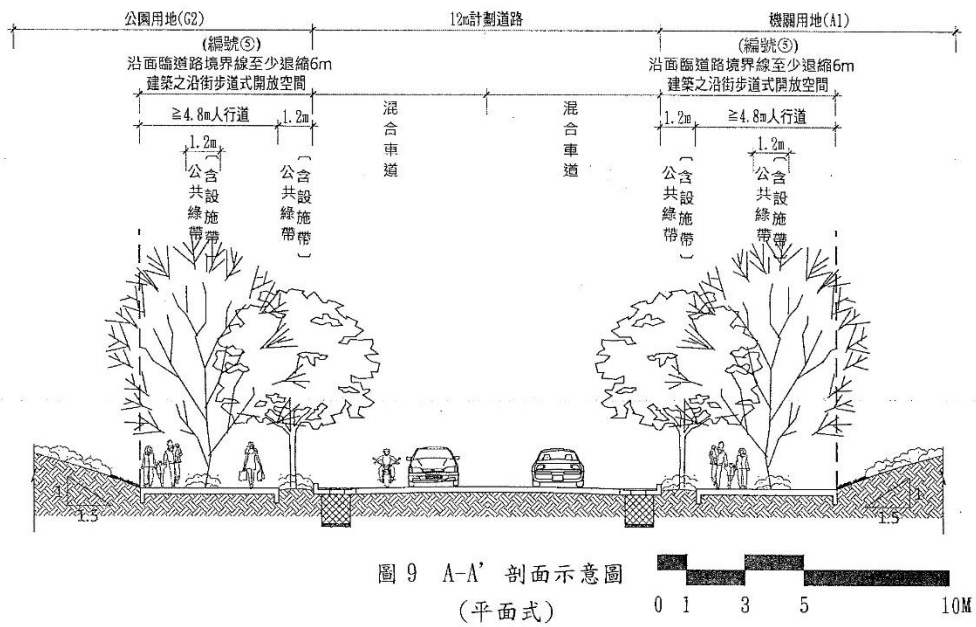 公園用地(G2)
12m計劃道路
機關用地(A1)
(編號⑤)
沿面臨道路境界線至少退縮6m
建築之沿街步道式開放空間
(編號⑤)
沿面臨道路境界線至少退縮6m
建築之沿街步道式開放空間
≧4.8m人行道
1.2m
混合車道
混合車道
1.2m
≧4.8m人行道
1.2m
公共綠帶
(含設施帶)
公共綠帶
(含設施帶)
公共綠帶
(含設施帶)
1.2m
公共綠帶
(含設施帶)
1
1.5
1
1.5
圖 9 A-A' 剖面示意圖
(平面式)
0 1 3 5 10M